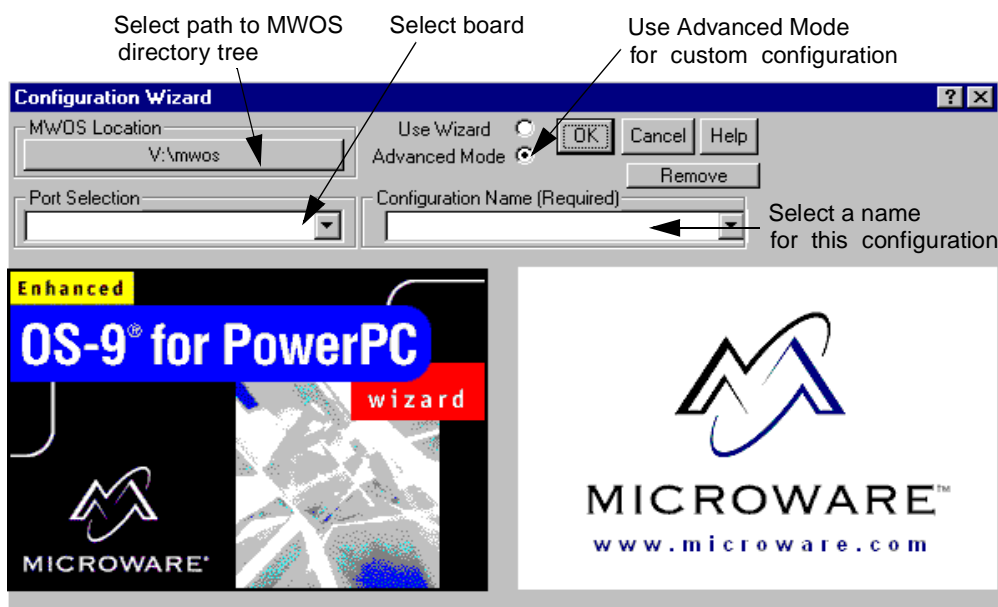 Select path to MWOS
directory tree
Select board
Use Advanced Mode
for custom configuration
Configuration Wizard
MWOS Location
V:\mwos
Use Wizard
Advanced Mode
OK
Cancel
Help
Remove
Port Selection
Configuration Name (Required)
Select a name
for this configuration
Enhanced
OS-9® for PowerPC
wizard
MICROWARE®
MICROWARE™
www.microware.com